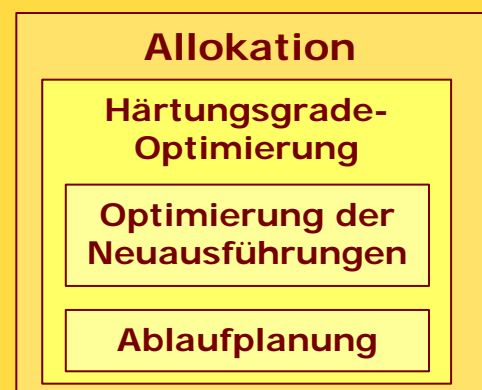 Allokation
Härtungsgrade-
Optimierung
Optimierung der
Neuausführungen
Ablaufplanung